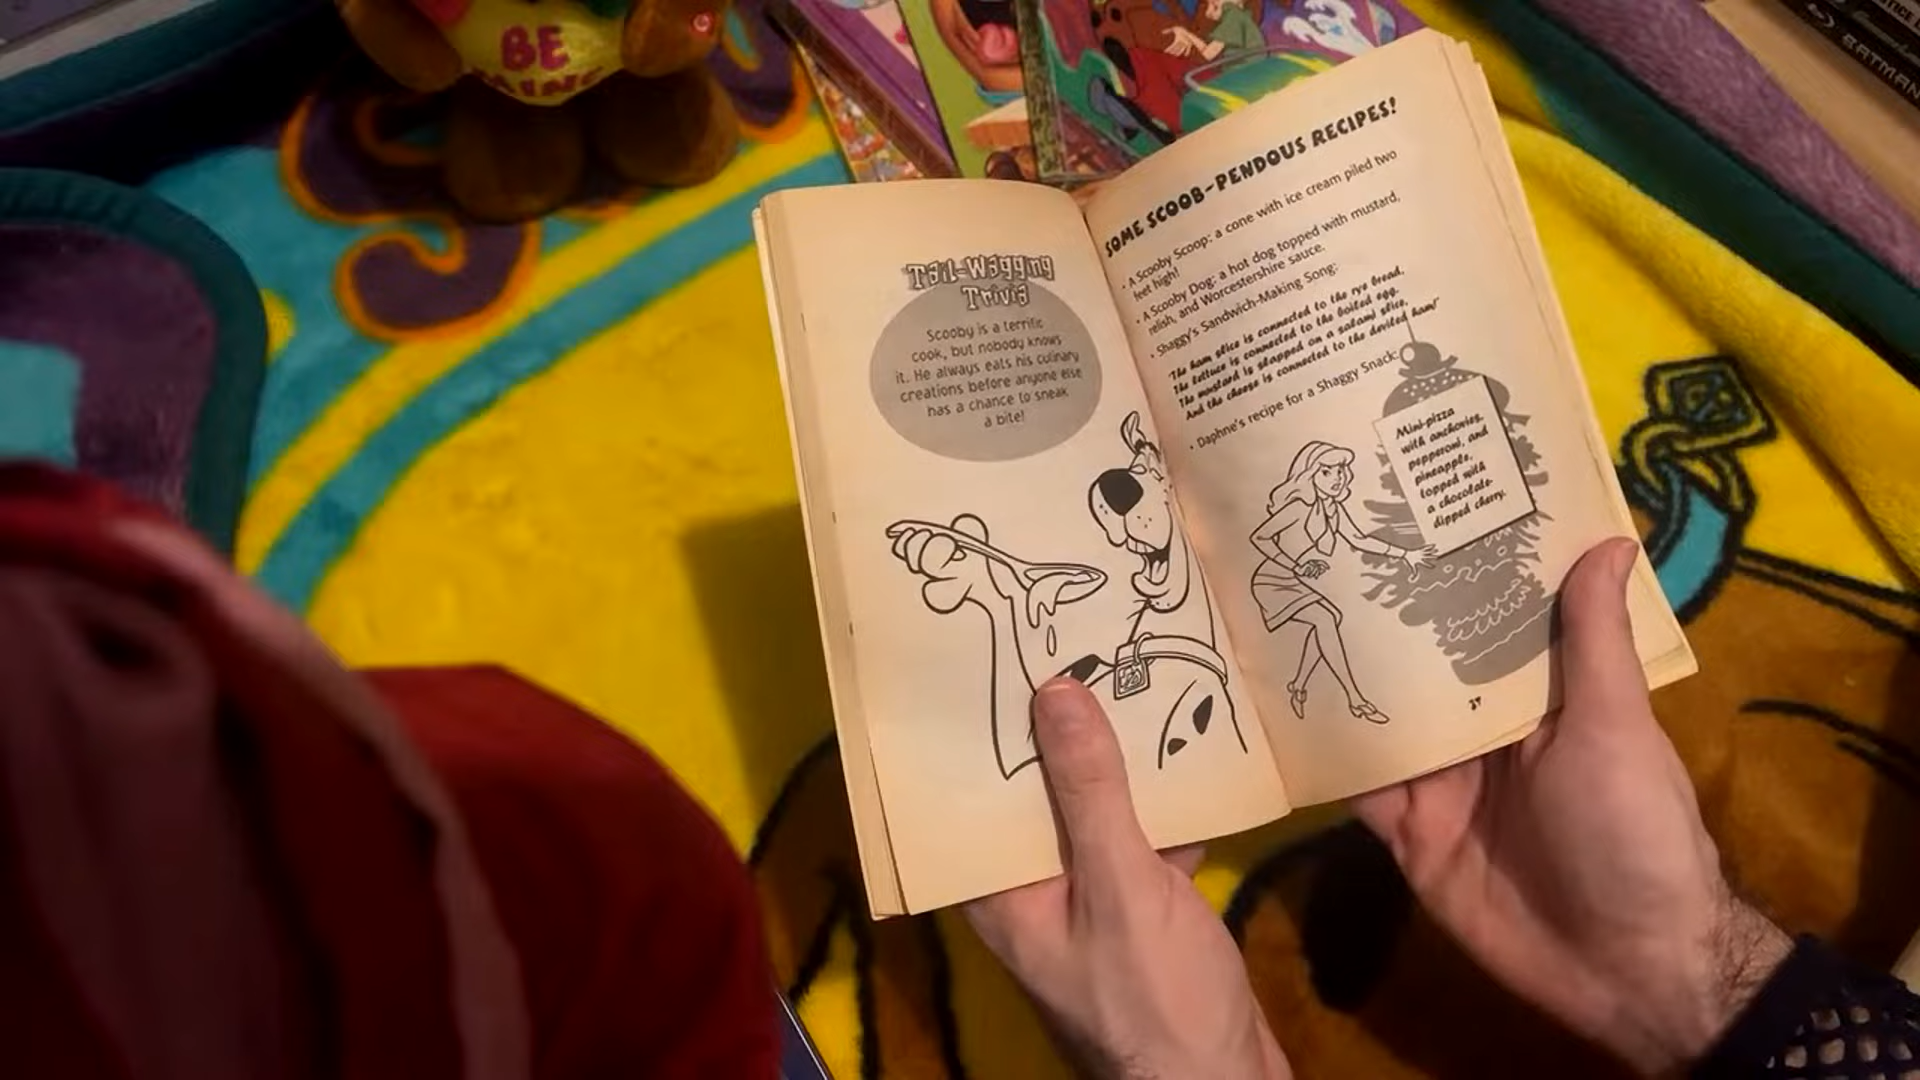 BE
MINE
BATMAN
Tail-Wagging
Trivia
Scooby is a terrific
cook, but nobody knows
it. He always eats his culinary
creations before anyone else
has a chance to sneak
a bite!
SOME SCOOB-PENDOUS RECIPES!
• A Scooby Scoop: a cone with ice cream piled two
feet high!
• A Scooby Dog: a hot dog topped with mustard,
relish, and Worcestershire sauce.
• Shaggy's Sandwich-Making Song:
"The ham slice is connected to the rye bread.
The lettuce is connected to the boiled egg.
The mustard is slapped on a salami slice,
And the cheese is connected to the deviled ham!"
• Daphne's recipe for a Shaggy Snack:
Mini-pizza
with anchovies,
pepperoni, and
pineapple,
topped with
a chocolate-
dipped cherry.